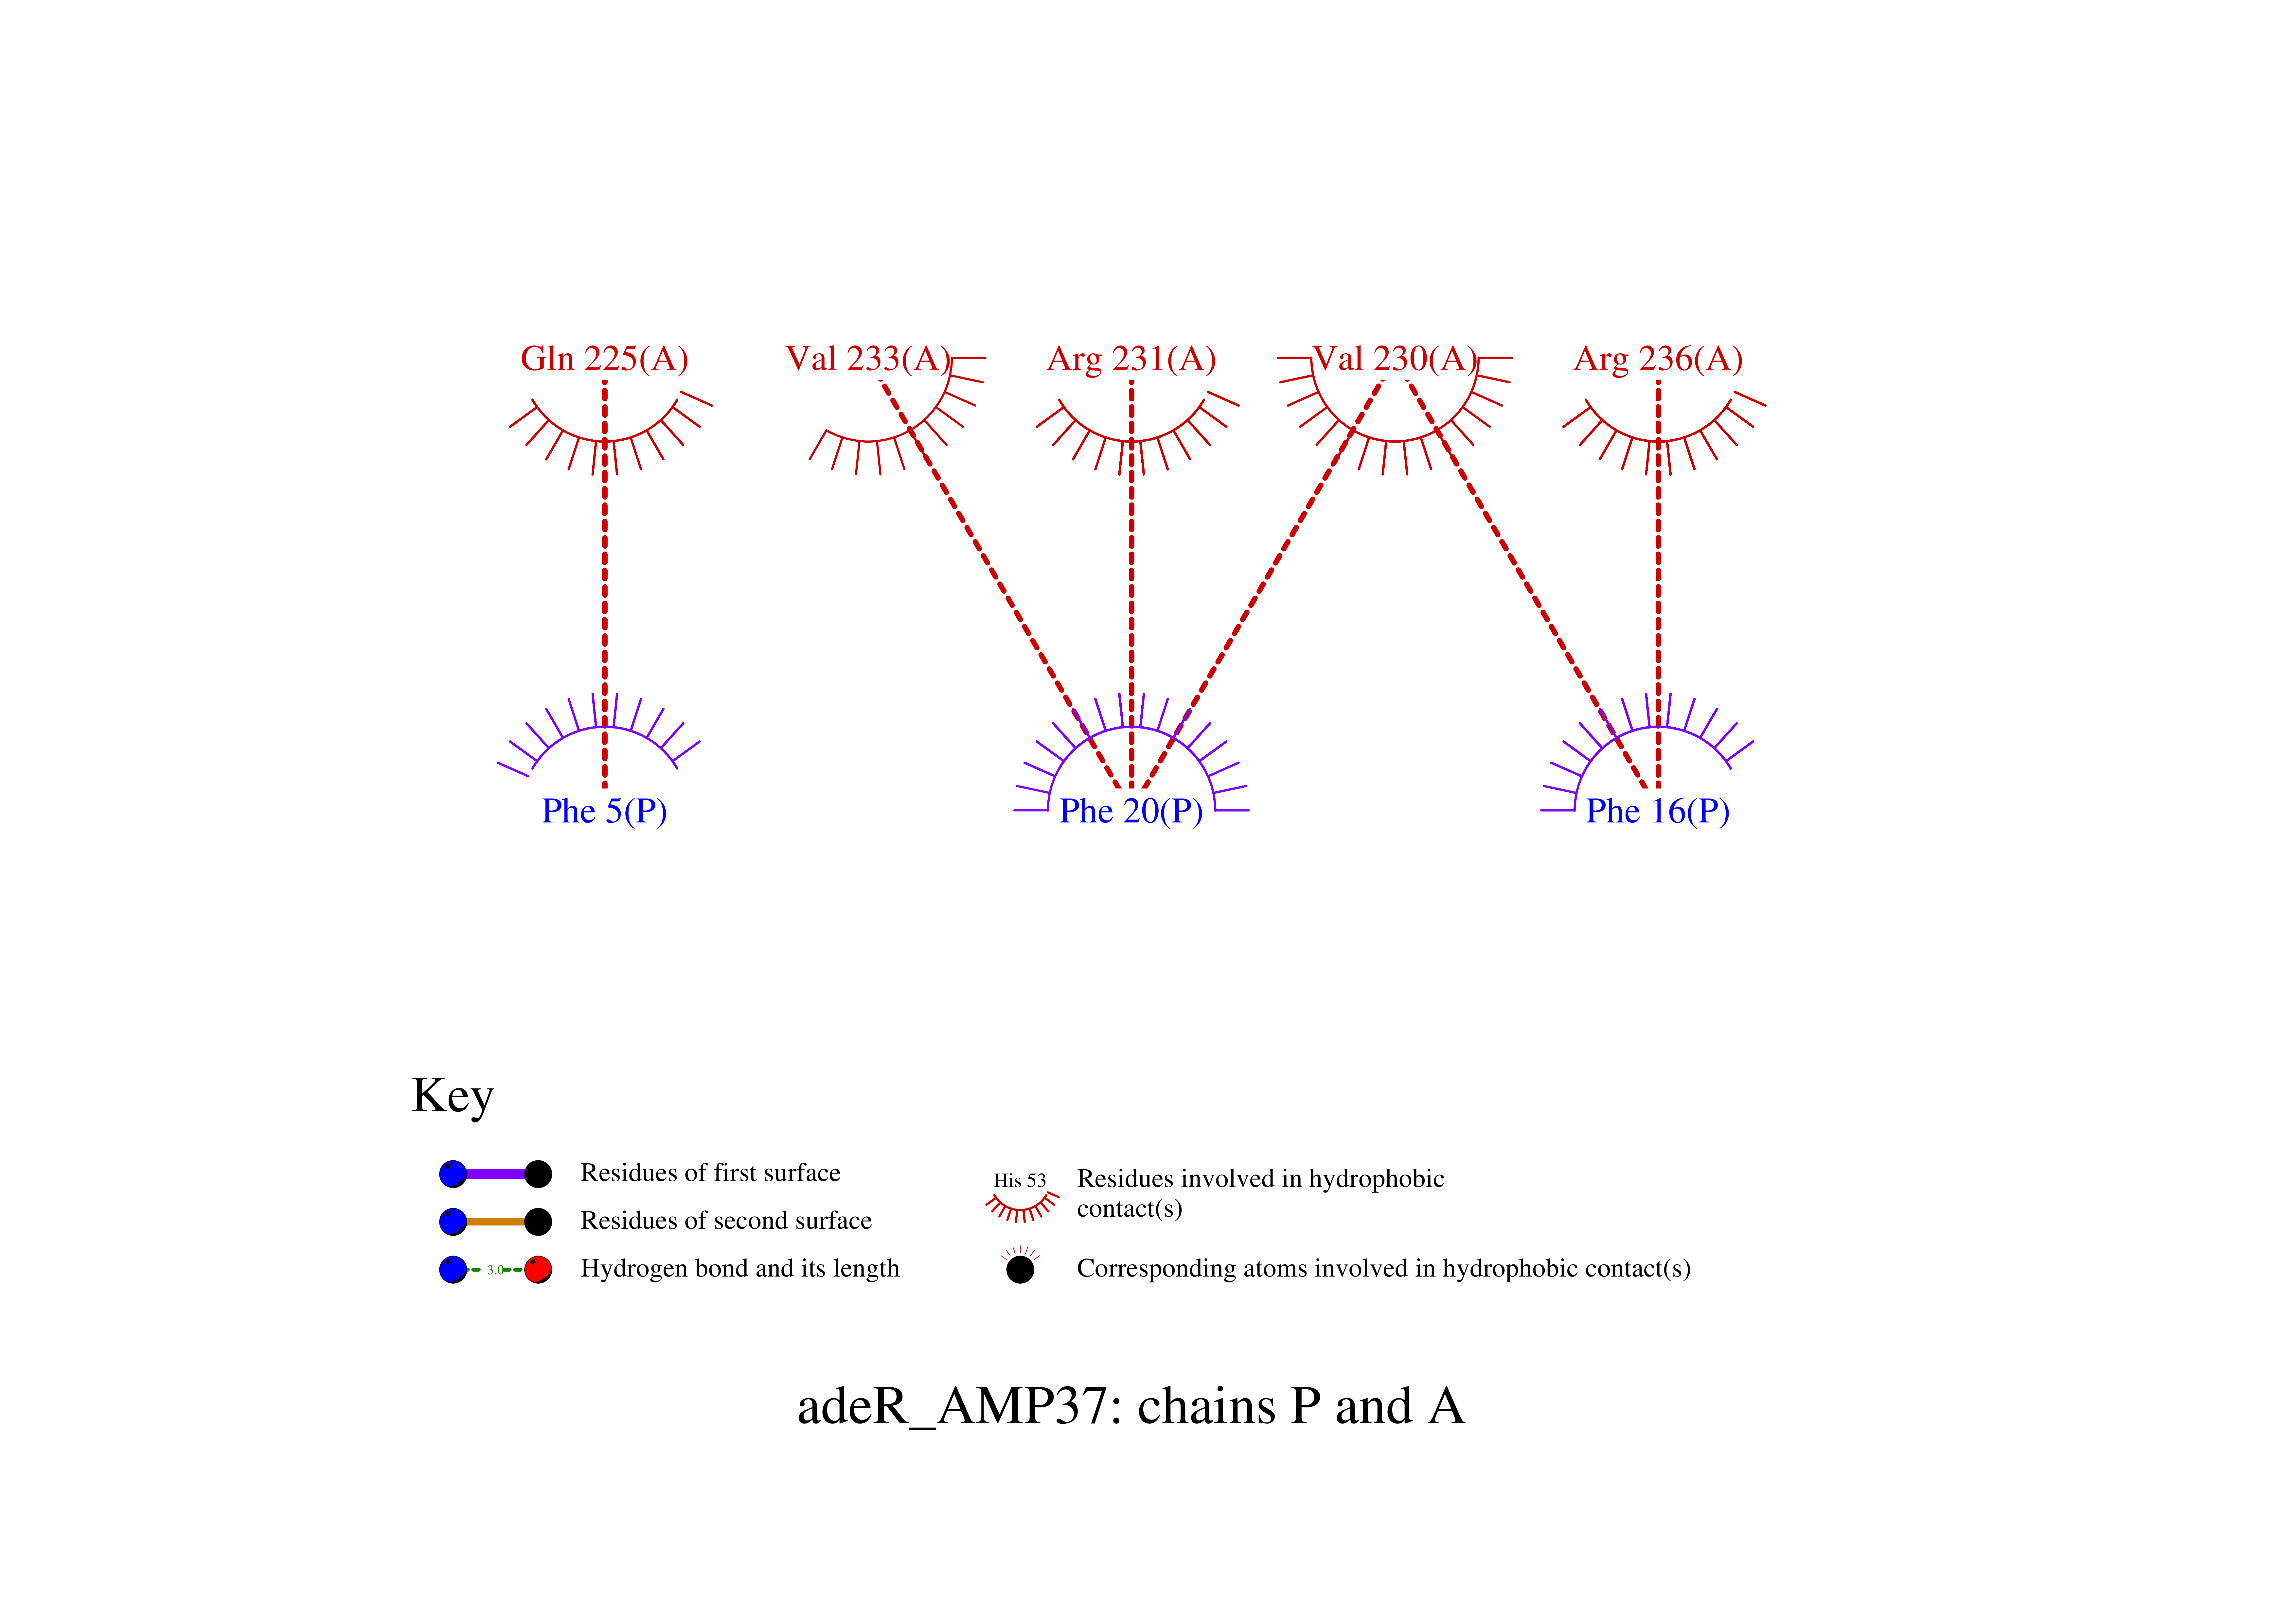 Gln 225(A) Val 233(A) Arg 231(A) Val 230(A) Arg 236(A)
Phe 5(P) Phe 20(P) Phe 16(P)
Key
Residues of first surface
Residues of second surface
3.0 Hydrogen bond and its length
His 53 Residues involved in hydrophobic
contact(s)
Corresponding atoms involved in hydrophobic contact(s)
adeR_AMP37: chains P and A